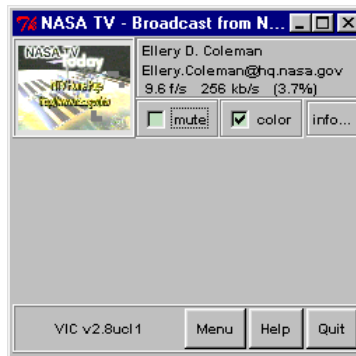 NASA TV - Broadcast from N...
NASA TV
today
Ellery D. Coleman
Ellery.Coleman@hq.nasa.gov
9.6 f/s 256 kb/s (3.7%)
mute
color
info...
VIC v2.8ucl1
Menu
Help
Quit